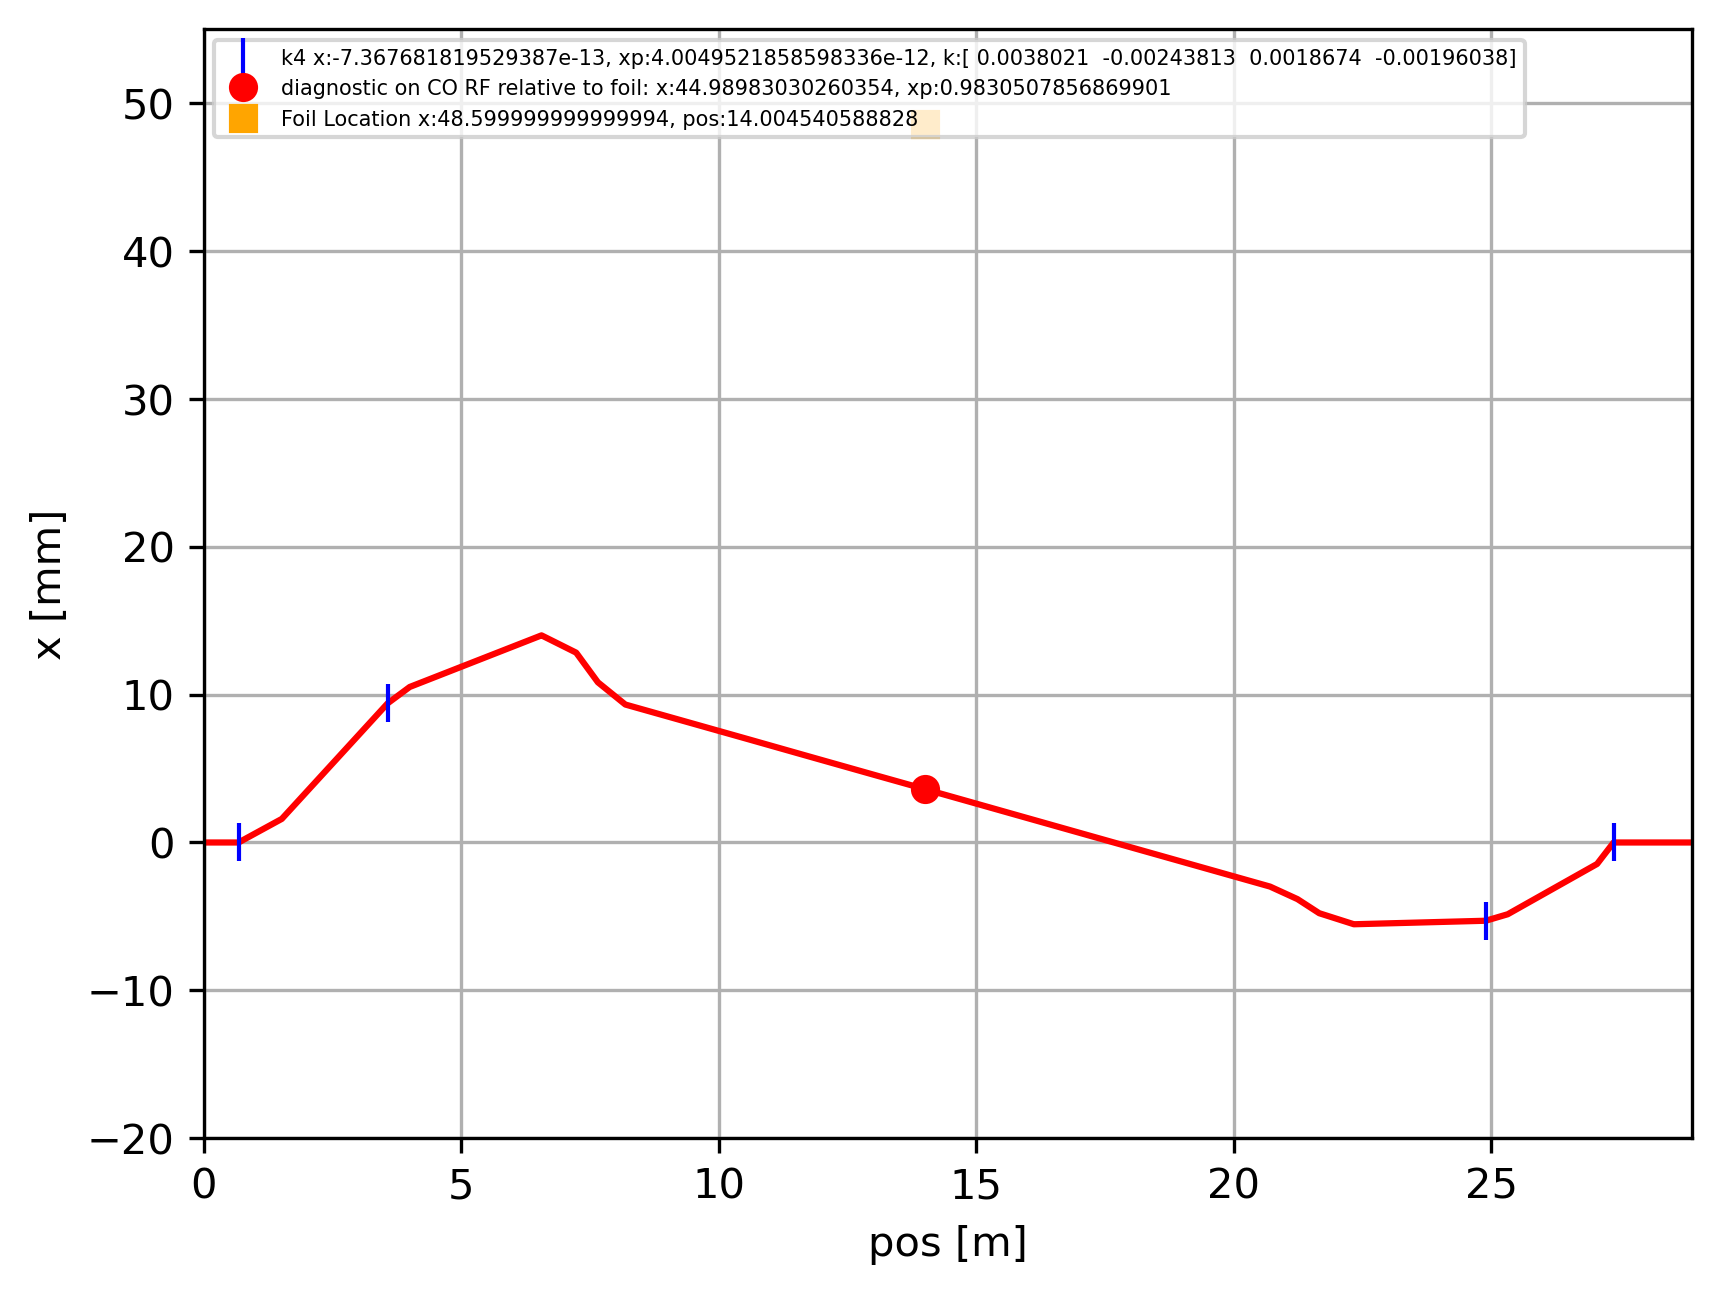 k4 x:-7.367681819529387e-13, xp:4.0049521858598336e-12, k:[ 0.0038021 -0.00243813 0.0018674 -0.00196038]
diagnostic on CO RF relative to foil: x:44.98983030260354, xp:0.9830507856869901
Foil Location x:48.599999999999994, pos:14.004540588828
50
40
30
20
10
0
−10
−20
x [mm]
0 5 10 15 20 25
pos [m]